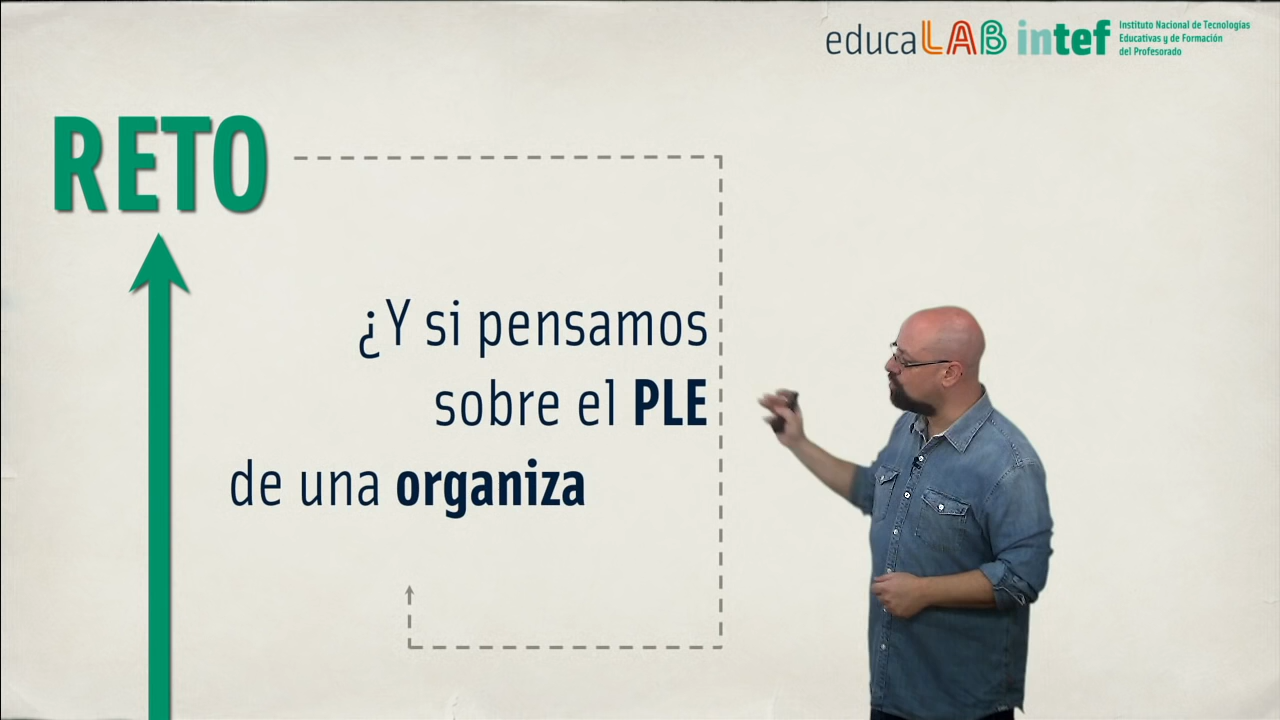 educaLAB intef Instituto Nacional de Tecnologías
Educativas y de Formación
del Profesorado
RETO
¿Y si pensamos
sobre el PLE
de una organiza